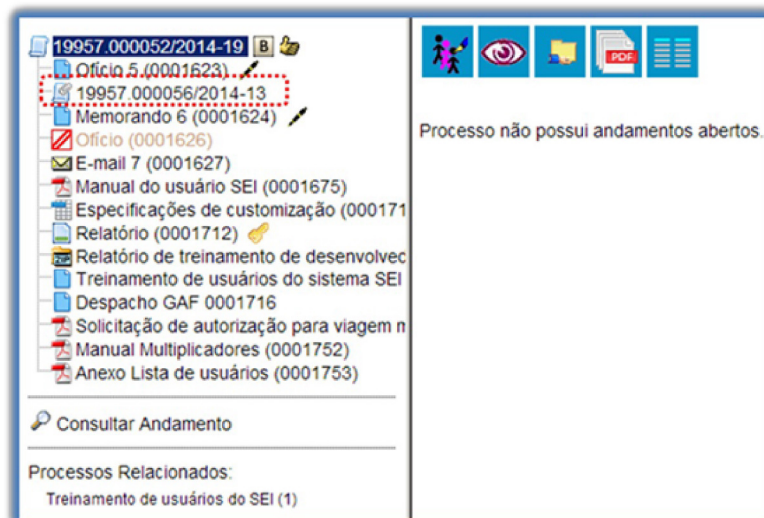 19957.000052/2014-19 B
Ofício 5 (0001623)
19957.000056/2014-13
Memorando 6 (0001624)
Ofício (0001626)
E-mail 7 (0001627)
Manual do usuário SEI (0001675)
Especificações de customização (000171
Relatório (0001712)
Relatório de treinamento de desenvolvec
Treinamento de usuários do sistema SEI
Despacho GAF 0001716
Solicitação de autorização para viagem n
Manual Multiplicadores (0001752)
Anexo Lista de usuários (0001753)
Consultar Andamento
Processos Relacionados:
Treinamento de usuários do SEI (1)
PDF
Processo não possui andamentos abertos.